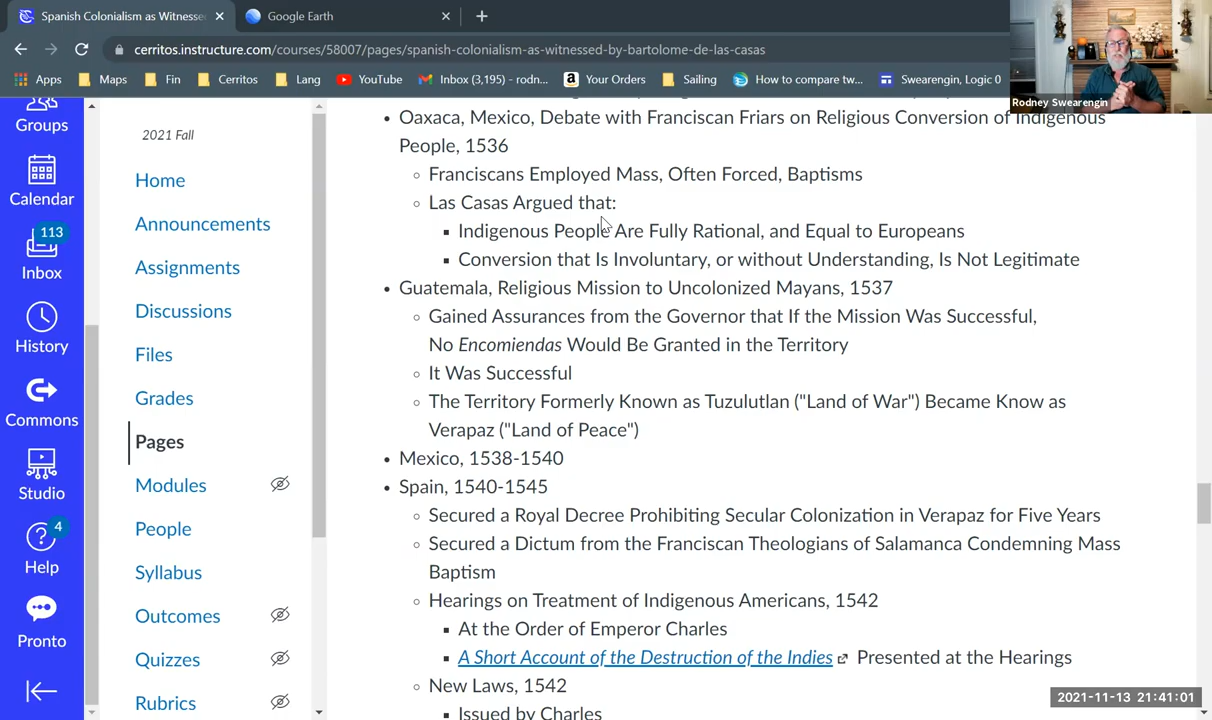 Spanish Colonialism as Witnesse
Google Earth
cerritos.instructure.com/courses/58007/pages/spanish-colonialism-as-witnessed-by-bartolome-de-las-casas
Apps
Maps
Fin
Cerritos
Lang
YouTube
Inbox (3,195) - rodn...
Your Orders
Sailing
How to compare tw...
Swearengin, Logic 0
Rodney Swearengin
Groups
Calendar
113
Inbox
History
Commons
Studio
4
Help
Pronto
2021 Fall
Home
Announcements
Assignments
Discussions
Files
Grades
Pages
Modules
People
Syllabus
Outcomes
Quizzes
Rubrics
Oaxaca, Mexico, Debate with Franciscan Friars on Religious Conversion of Indigenous
People, 1536
Franciscans Employed Mass, Often Forced, Baptisms
Las Casas Argued that:
Indigenous People Are Fully Rational, and Equal to Europeans
Conversion that Is Involuntary, or without Understanding, Is Not Legitimate
Guatemala, Religious Mission to Uncolonized Mayans, 1537
Gained Assurances from the Governor that If the Mission Was Successful,
No Encomiendas Would Be Granted in the Territory
It Was Successful
The Territory Formerly Known as Tuzulutlan ("Land of War") Became Know as
Verapaz ("Land of Peace")
Mexico, 1538-1540
Spain, 1540-1545
Secured a Royal Decree Prohibiting Secular Colonization in Verapaz for Five Years
Secured a Dictum from the Franciscan Theologians of Salamanca Condemning Mass
Baptism
Hearings on Treatment of Indigenous Americans, 1542
At the Order of Emperor Charles
A Short Account of the Destruction of the Indies Presented at the Hearings
New Laws, 1542
Issued by Charles
2021-11-13 21:41:01